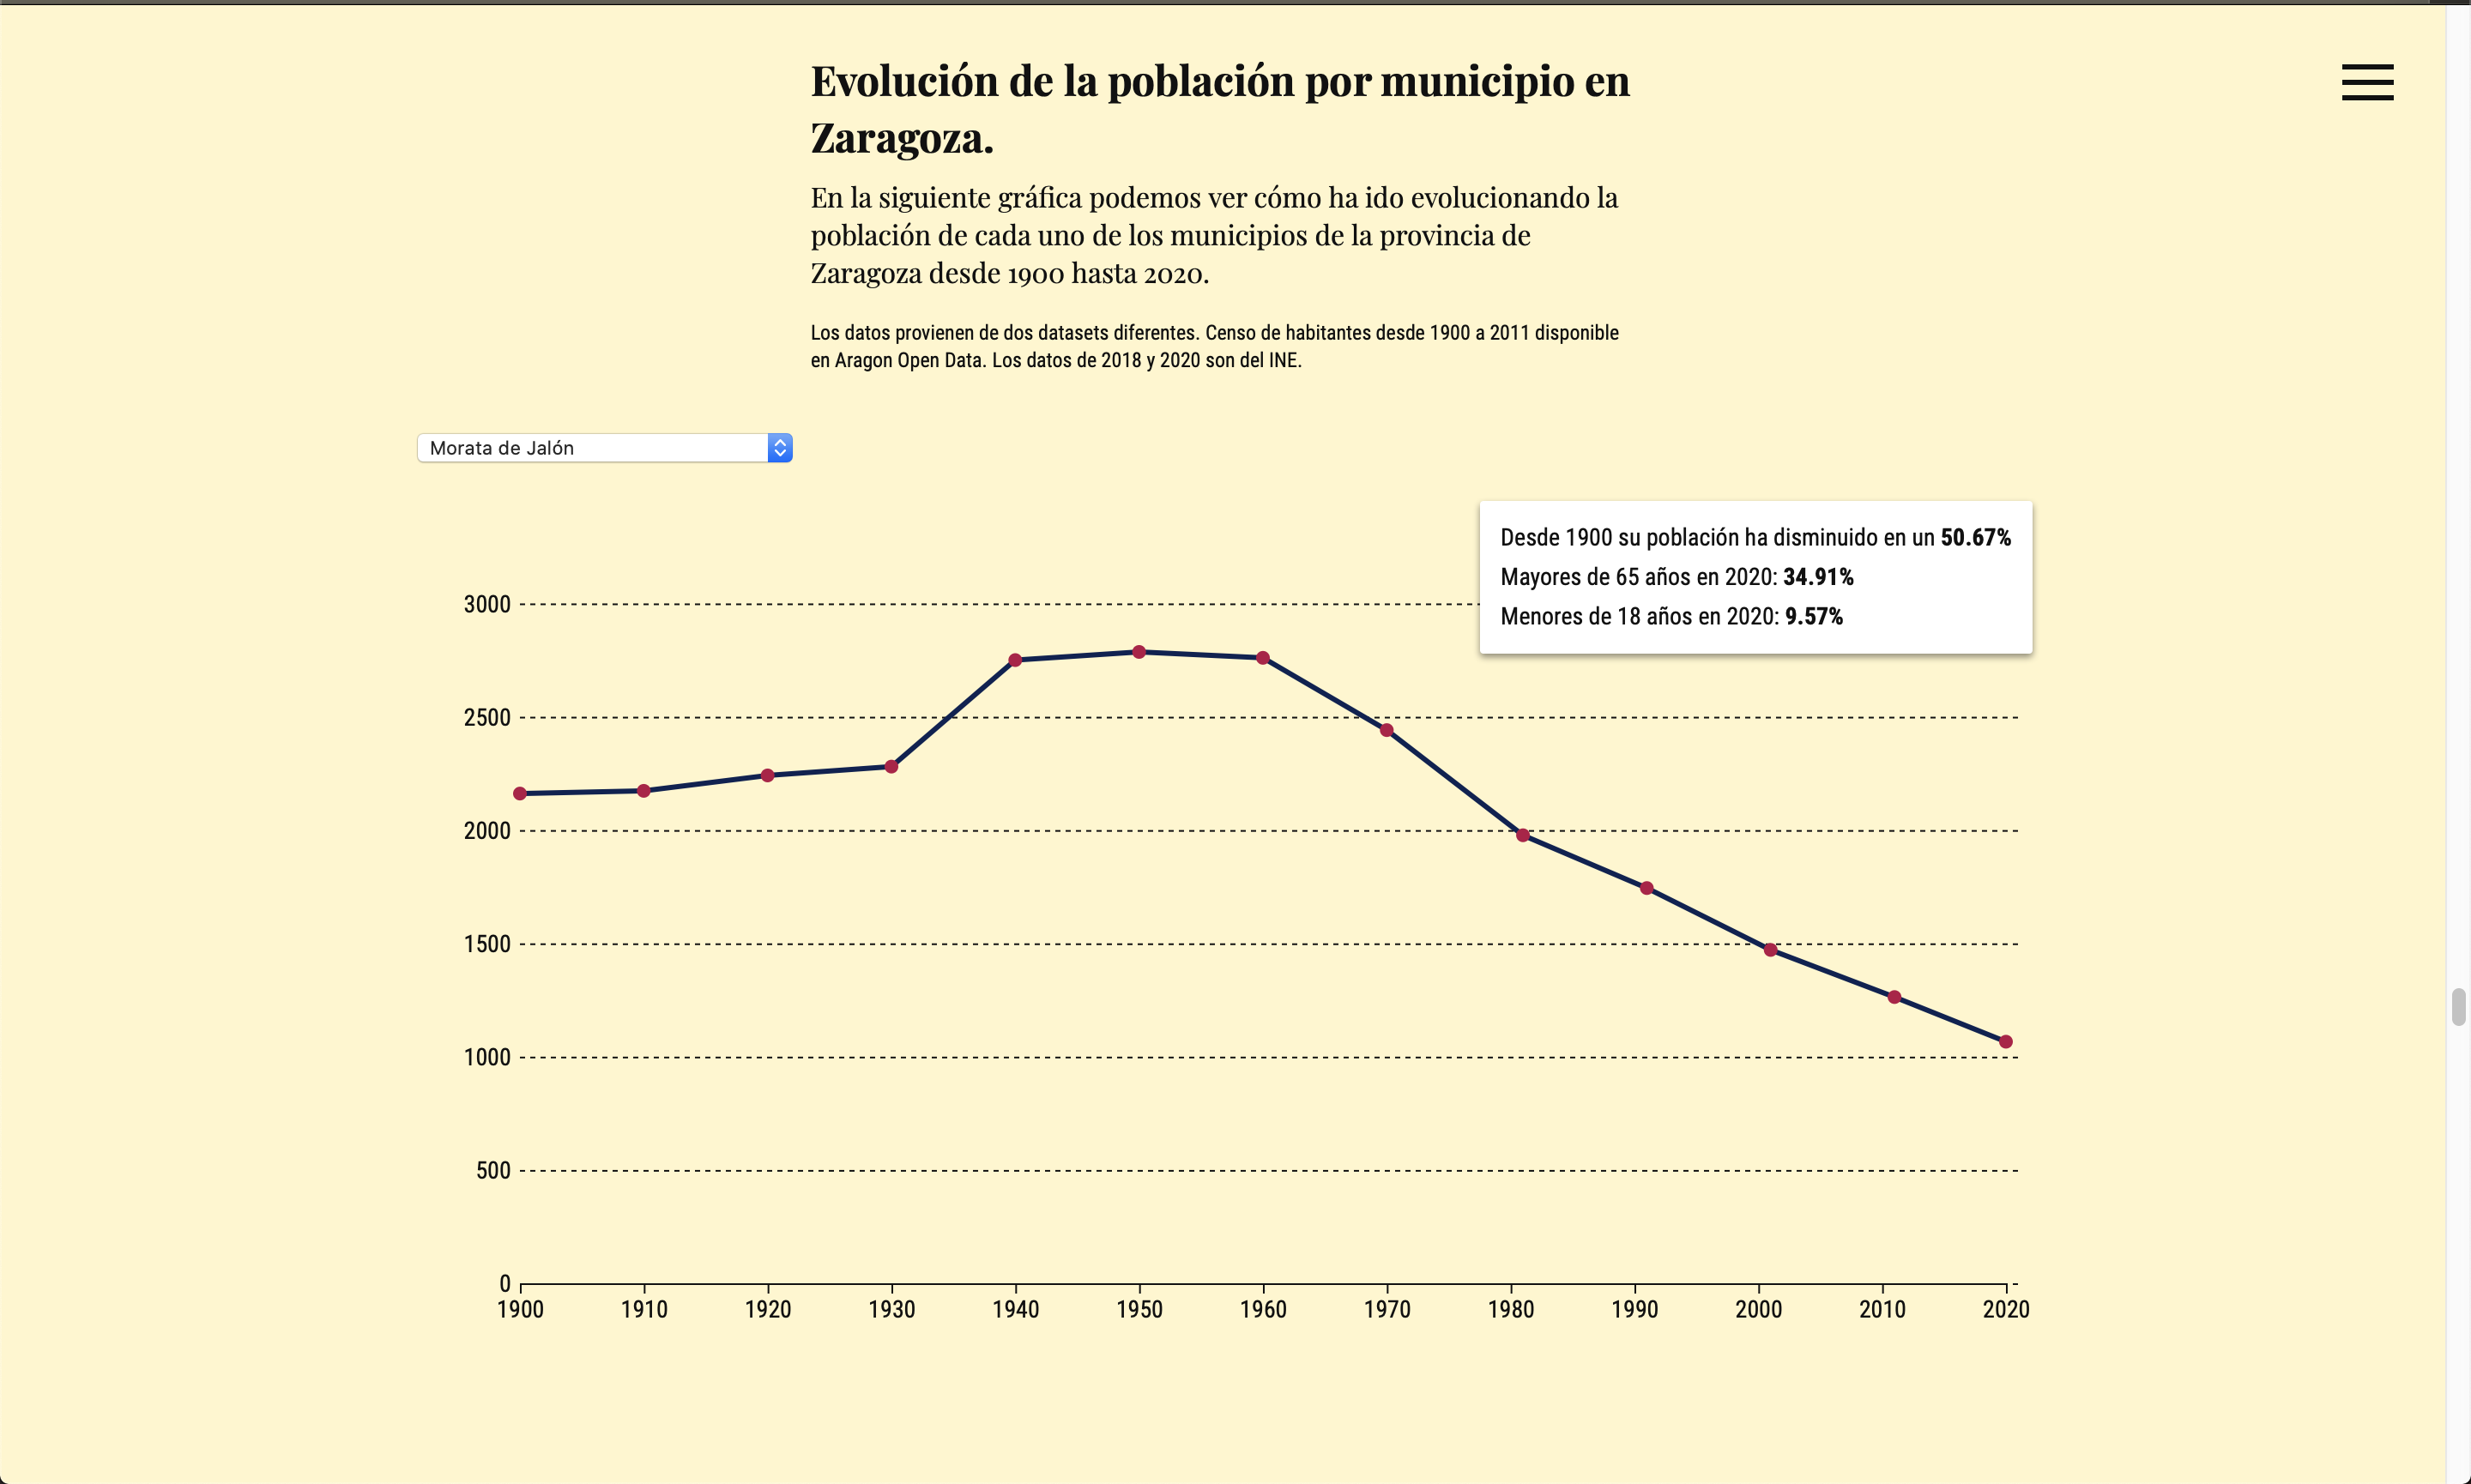 Evolución de la población por municipio en
Zaragoza.
En la siguiente gráfica podemos ver cómo ha ido evolucionando la
población de cada uno de los municipios de la provincia de
Zaragoza desde 1900 hasta 2020.
Los datos provienen de dos datasets diferentes. Censo de habitantes desde 1900 a 2011 disponible
en Aragon Open Data. Los datos de 2018 y 2020 son del INE.
Morata de Jalón
Desde 1900 su población ha disminuido en un 50.67%
Mayores de 65 años en 2020: 34.91%
Menores de 18 años en 2020: 9.57%
3000
2500
2000
1500
1000
500
0
1900 1910 1920 1930 1940 1950 1960 1970 1980 1990 2000 2010 2020